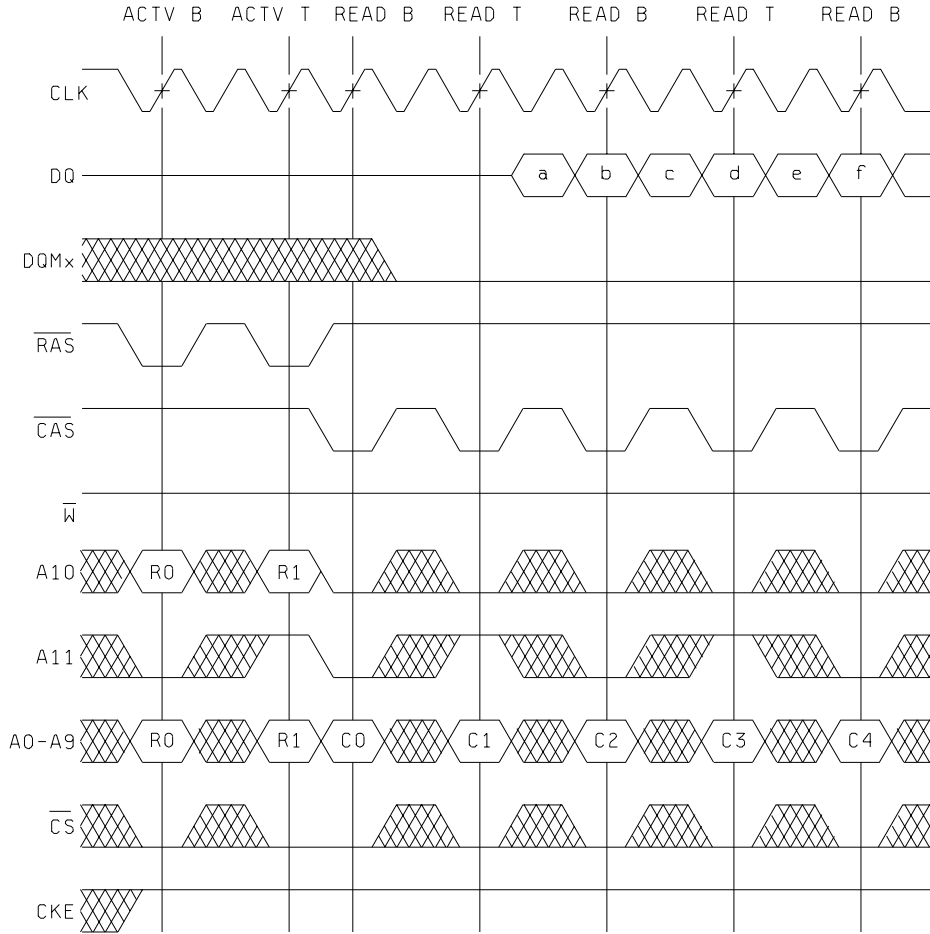 ACTV B ACTV T READ B READ T READ B READ T READ B
CLK
DQ a b c d e f
DQMx
RAS
CAS
W
A10 R0 R1
A11
A0-A9 R0 R1 C0 C1 C2 C3 C4
CS
CKE